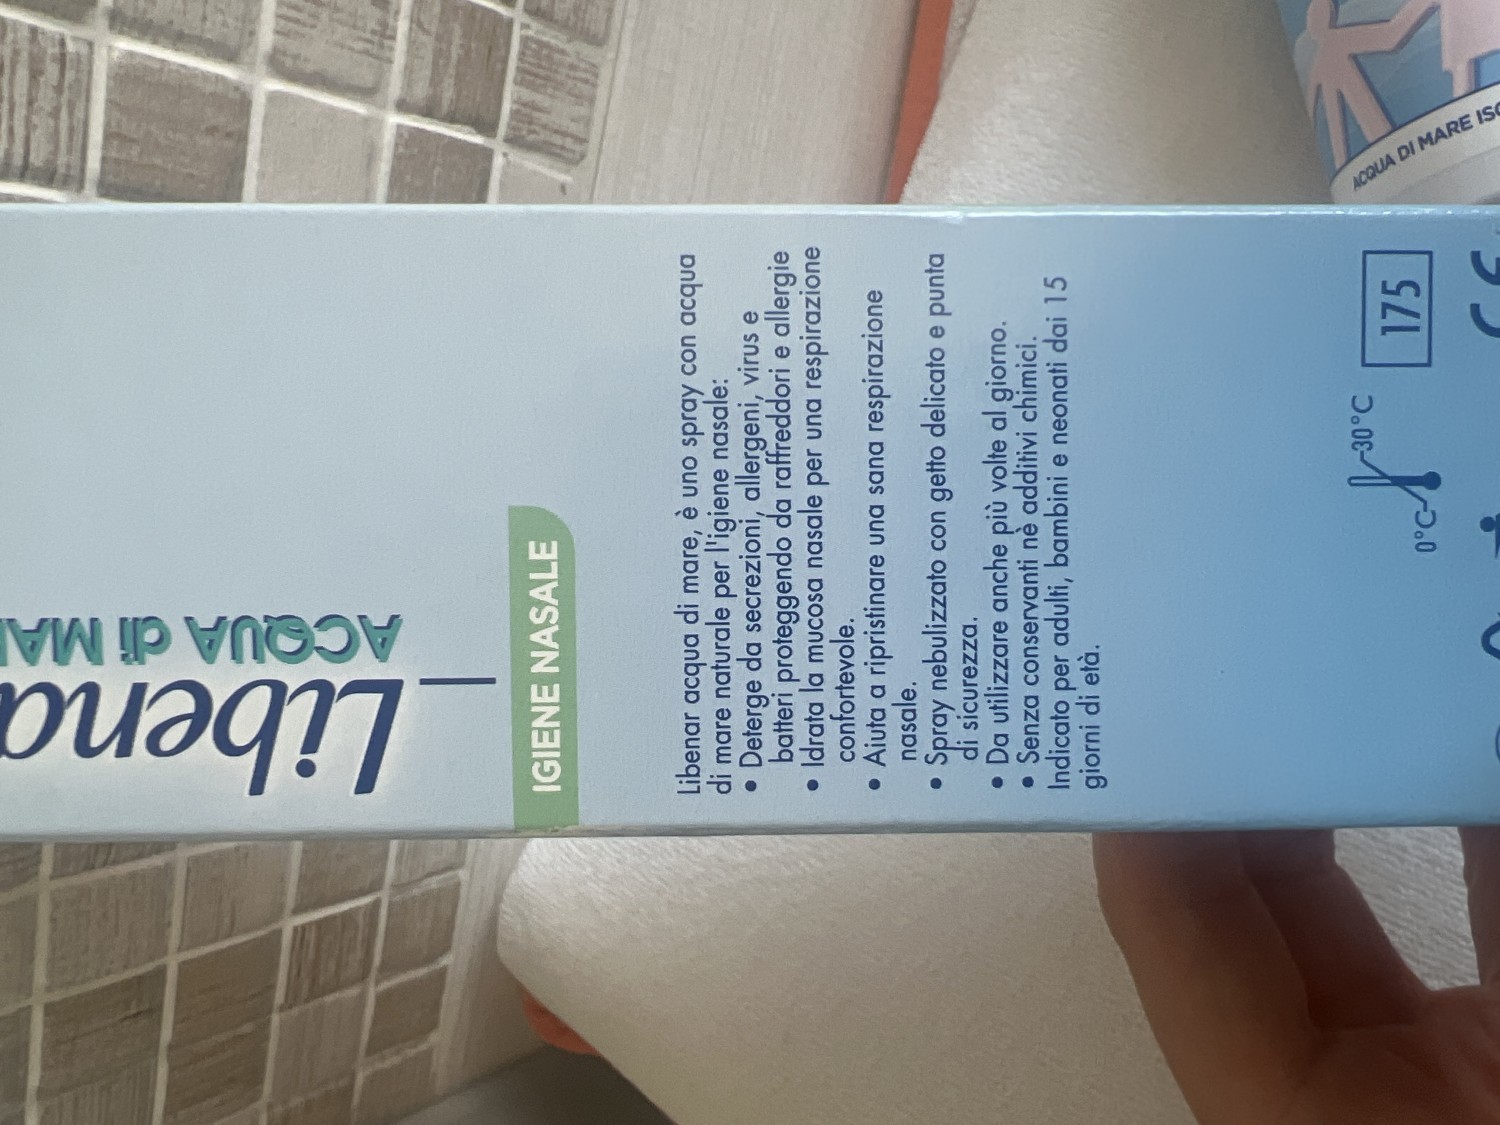 Libena
ACQUA di MA
IGIENE NASALE
Libenar acqua di mare, è uno spray con acqua
di mare naturale per l'igiene nasale:
• Deterge da secrezioni, allergeni, virus e
batteri proteggendo da raffreddori e allergie
• Idrata la mucosa nasale per una respirazione
confortevole.
• Aiuta a ripristinare una sana respirazione
nasale.
• Spray nebulizzato con getto delicato e punta
di sicurezza.
• Da utilizzare anche più volte al giorno.
• Senza conservanti nè additivi chimici.
Indicato per adulti, bambini e neonati dai 15
giorni di età.
0°C
30°C
175
CE
ACQUA DI MARE ISO